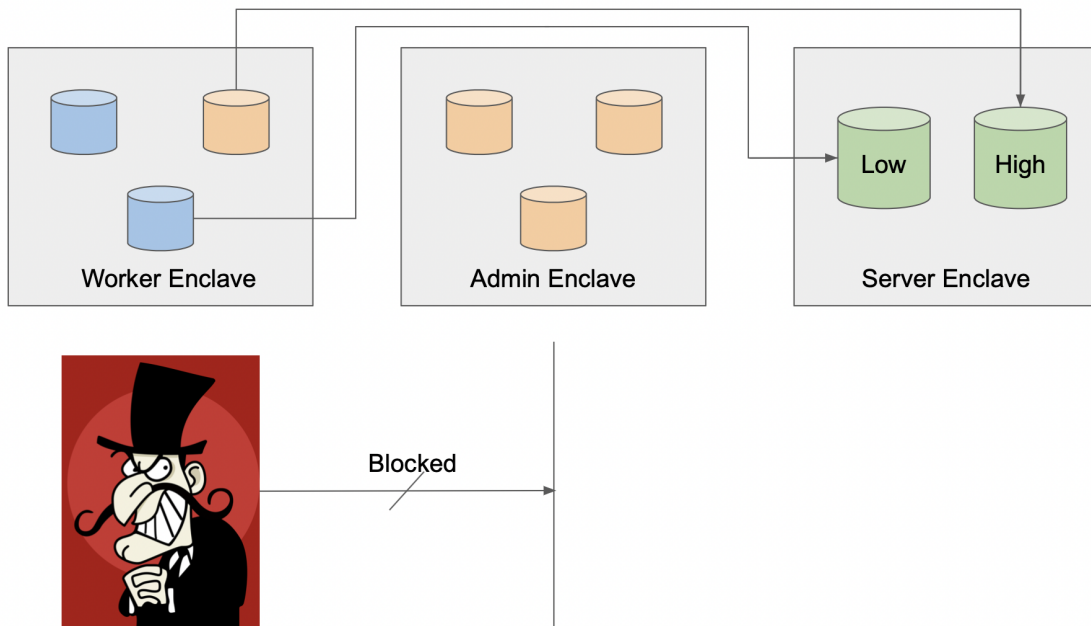 Low
High
Worker Enclave
Admin Enclave
Server Enclave
Blocked